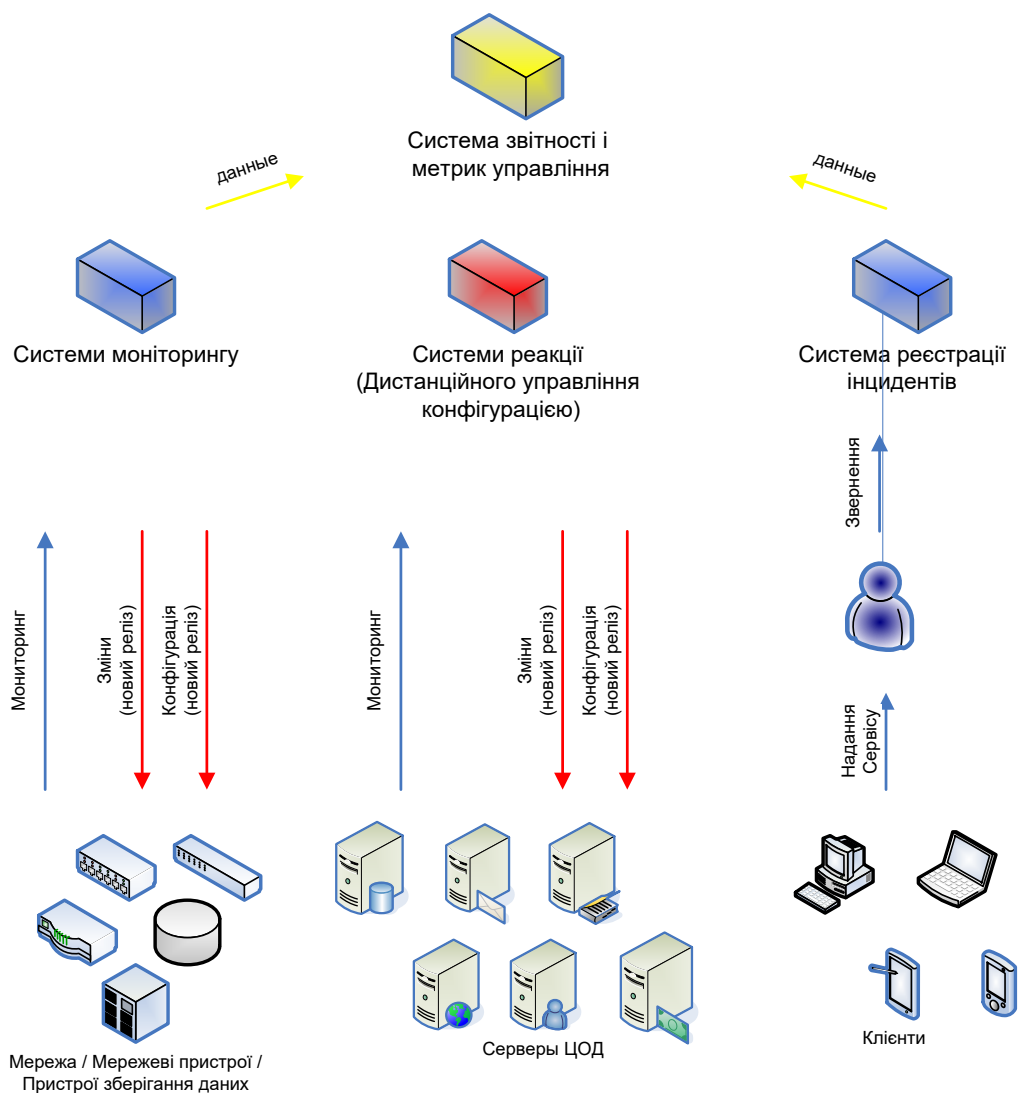 Система звітності і
метрик управління
данные
данные
Системи моніторингу
Системи реакції
(Дистанційного управління
конфігурацією)
Система реєстрації
інцидентів
Звернення
Мониторинг
Зміни
(новий реліз)
Конфігурація
(новий реліз)
Мониторинг
Зміни
(новий реліз)
Конфігурація
(новий реліз)
Надання
Сервісу
Мережа / Мережеві пристрої /
Пристрої зберігання даних
Серверы ЦОД
Клієнти